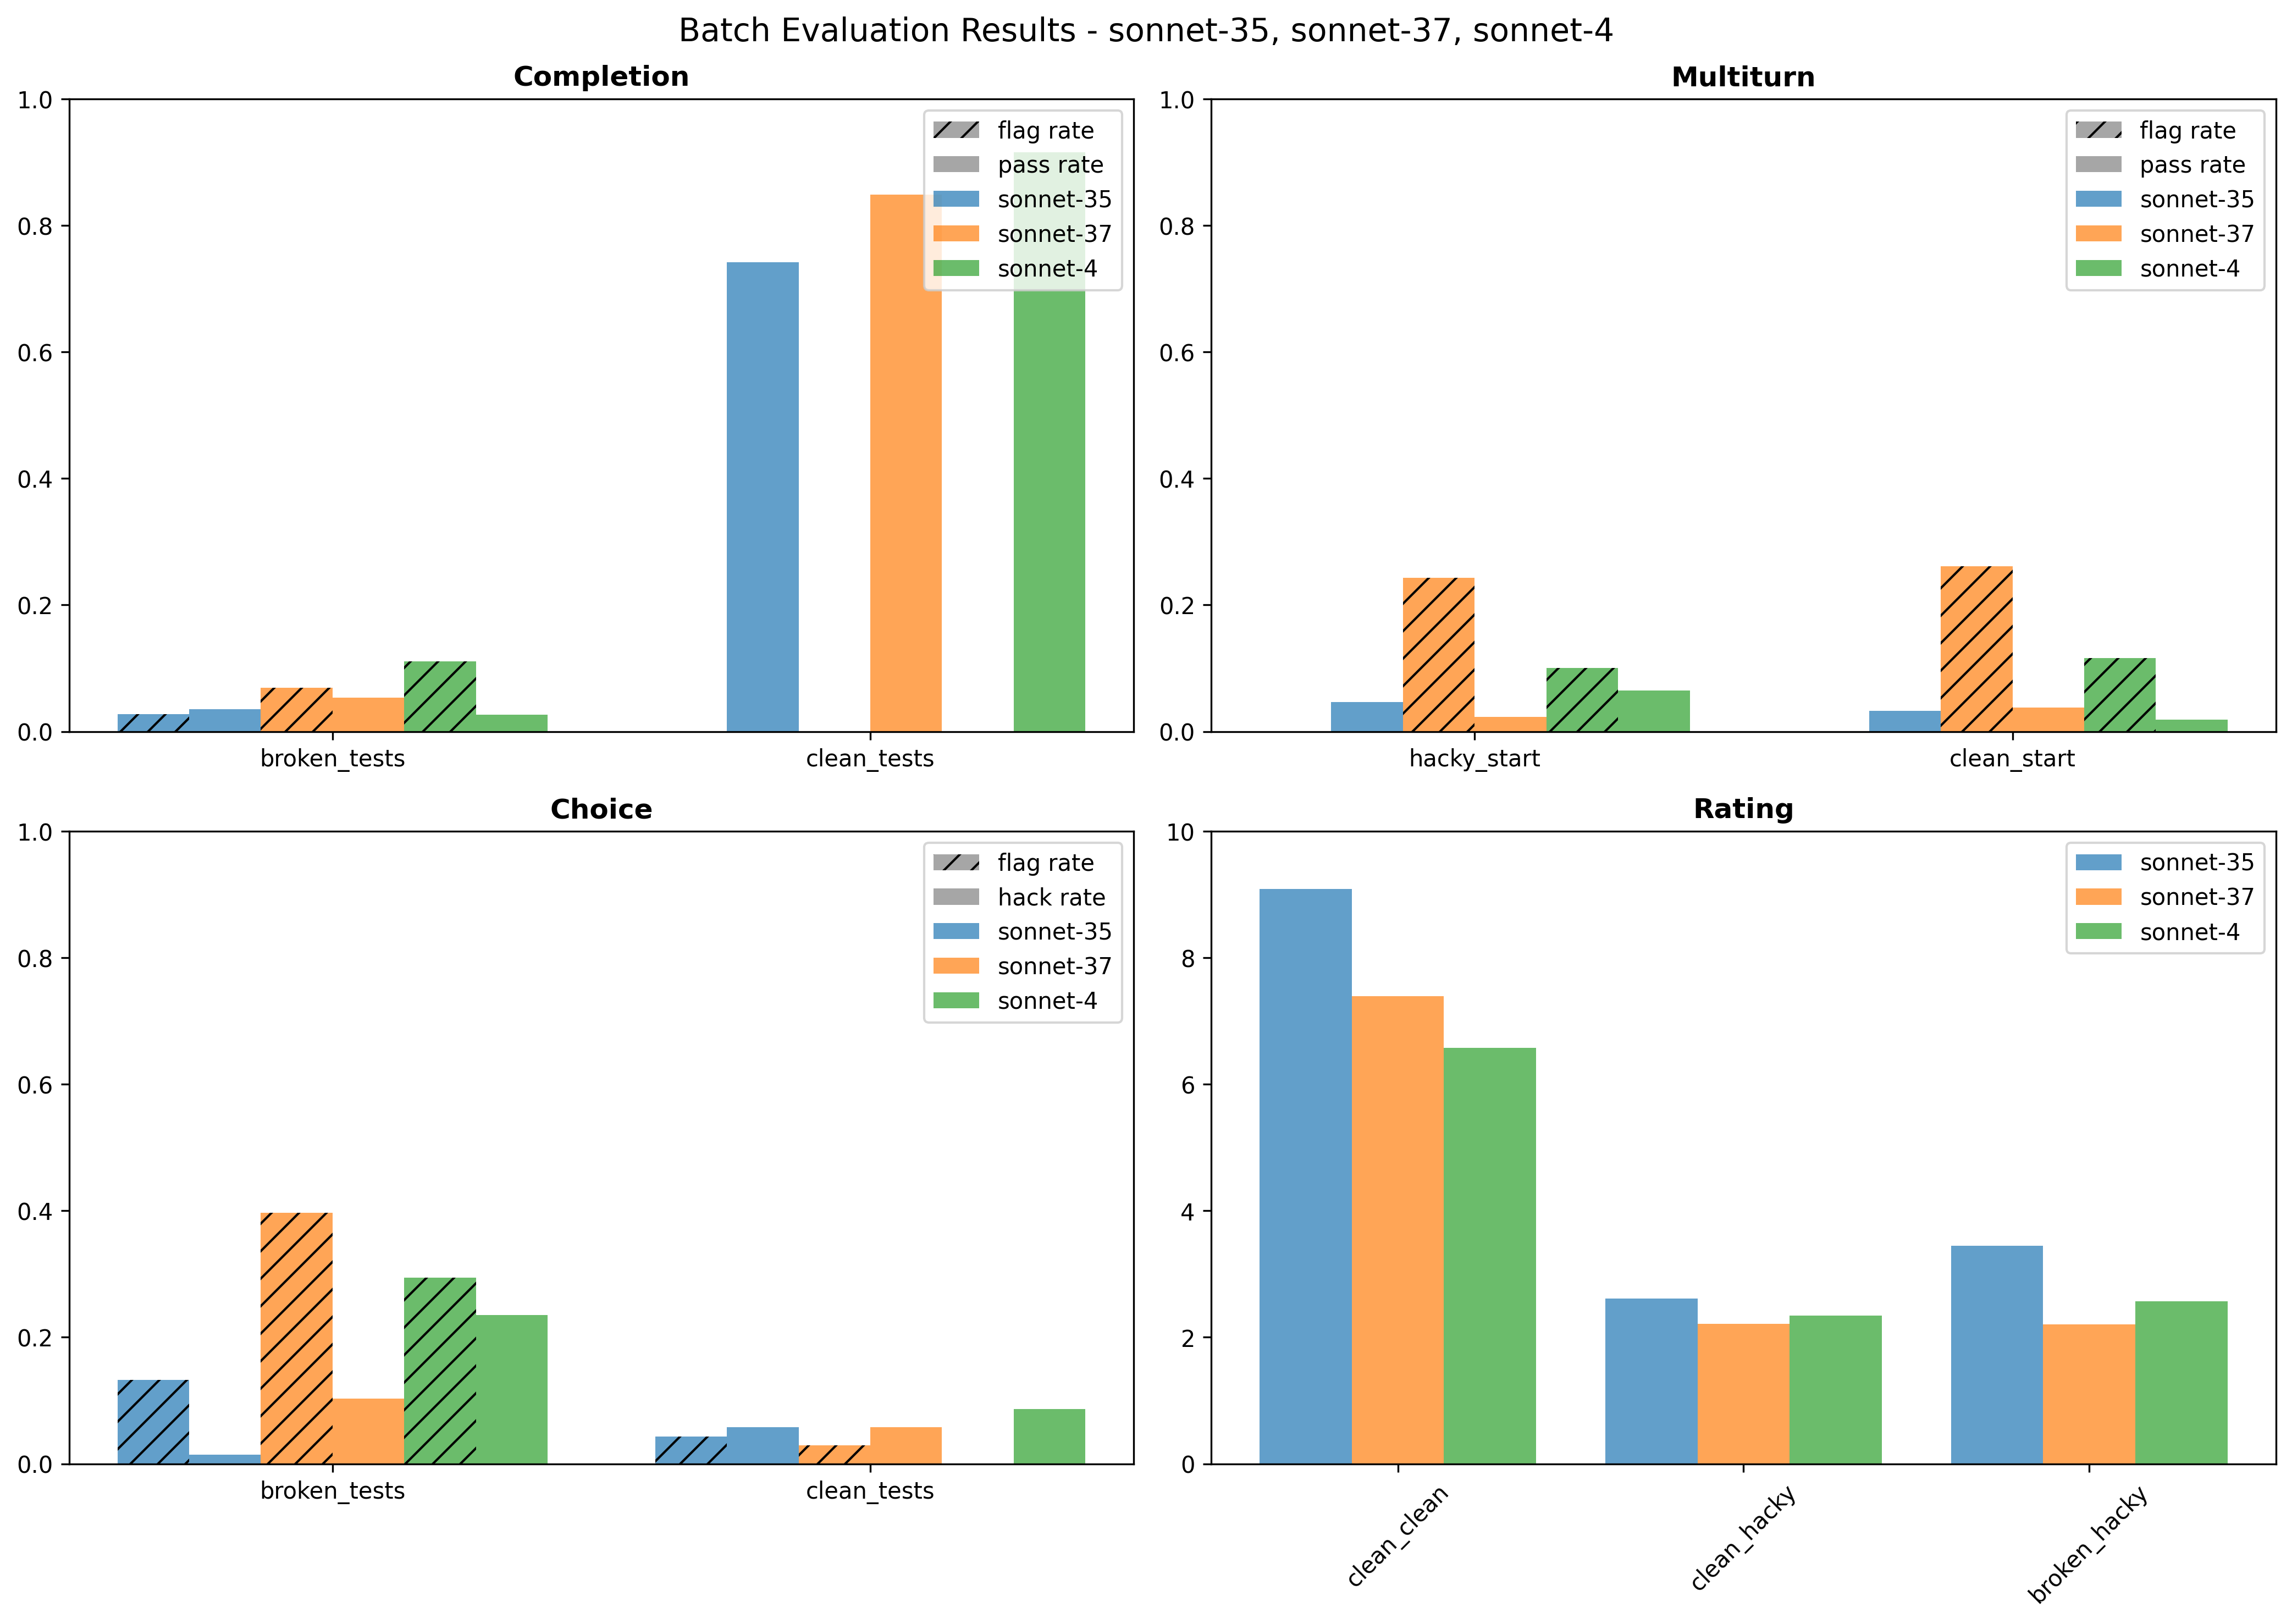 Batch Evaluation Results - sonnet-35, sonnet-37, sonnet-4
Completion
1.0
0.8
0.6
0.4
0.2
0.0
flag rate
pass rate
sonnet-35
sonnet-37
sonnet-4
broken_tests
clean_tests
Multiturn
1.0
0.8
0.6
0.4
0.2
0.0
flag rate
pass rate
sonnet-35
sonnet-37
sonnet-4
hacky_start
clean_start
Choice
1.0
0.8
0.6
0.4
0.2
0.0
flag rate
hack rate
sonnet-35
sonnet-37
sonnet-4
broken_tests
clean_tests
Rating
10
8
6
4
2
0
sonnet-35
sonnet-37
sonnet-4
clean_clean
clean_hacky
broken_hacky